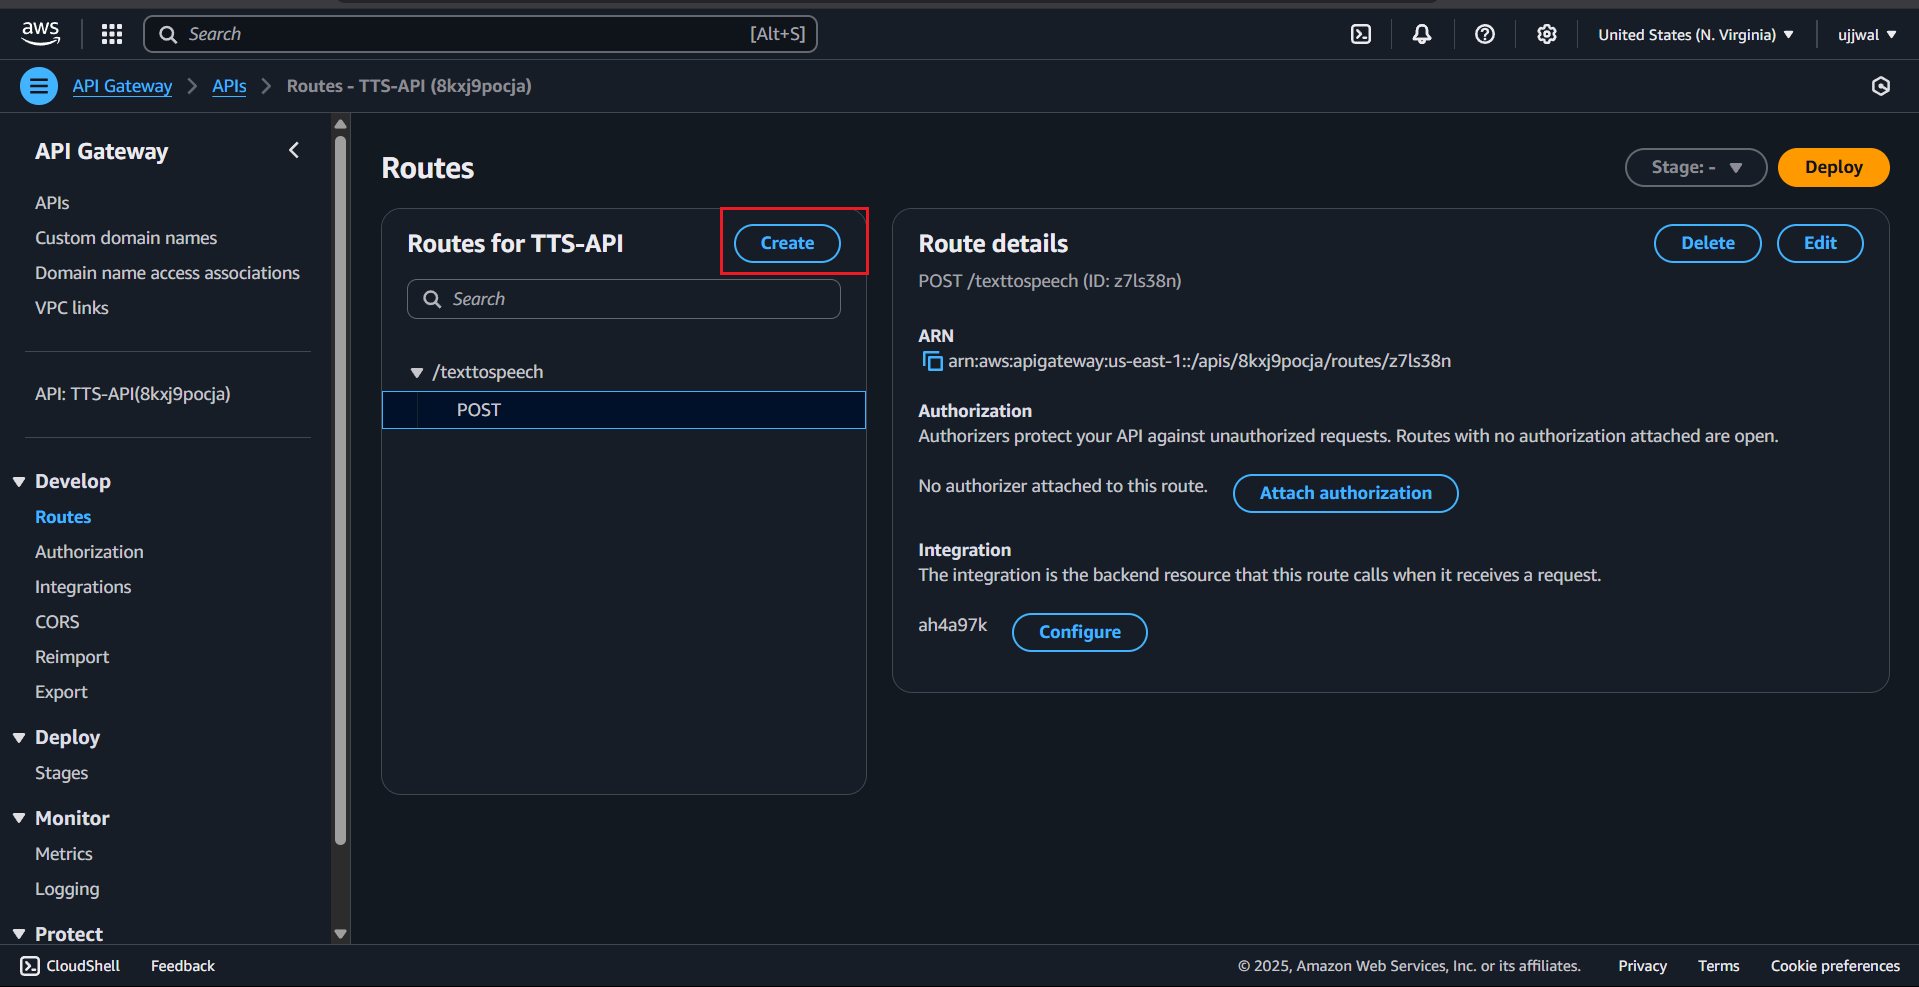 aws
Search
[Alt+S]
United States (N. Virginia)
ujjwal
API Gateway
APIs
Routes - TTS-API (8kxj9pocja)
API Gateway
APIs
Custom domain names
Domain name access associations
VPC links
API: TTS-API(8kxj9pocja)
Develop
Routes
Authorization
Integrations
CORS
Reimport
Export
Deploy
Stages
Monitor
Metrics
Logging
Protect
Routes
Stage: -
Deploy
Routes for TTS-API
Create
Search
/texttospeech
POST
Route details
Delete
Edit
POST /texttospeech (ID: z7ls38n)
ARN
arn:aws:apigateway:us-east-1::/apis/8kxj9pocja/routes/z7ls38n
Authorization
Authorizers protect your API against unauthorized requests. Routes with no authorization attached are open.
No authorizer attached to this route.
Attach authorization
Integration
The integration is the backend resource that this route calls when it receives a request.
ah4a97k
Configure
CloudShell
Feedback
© 2025, Amazon Web Services, Inc. or its affiliates.
Privacy
Terms
Cookie preferences